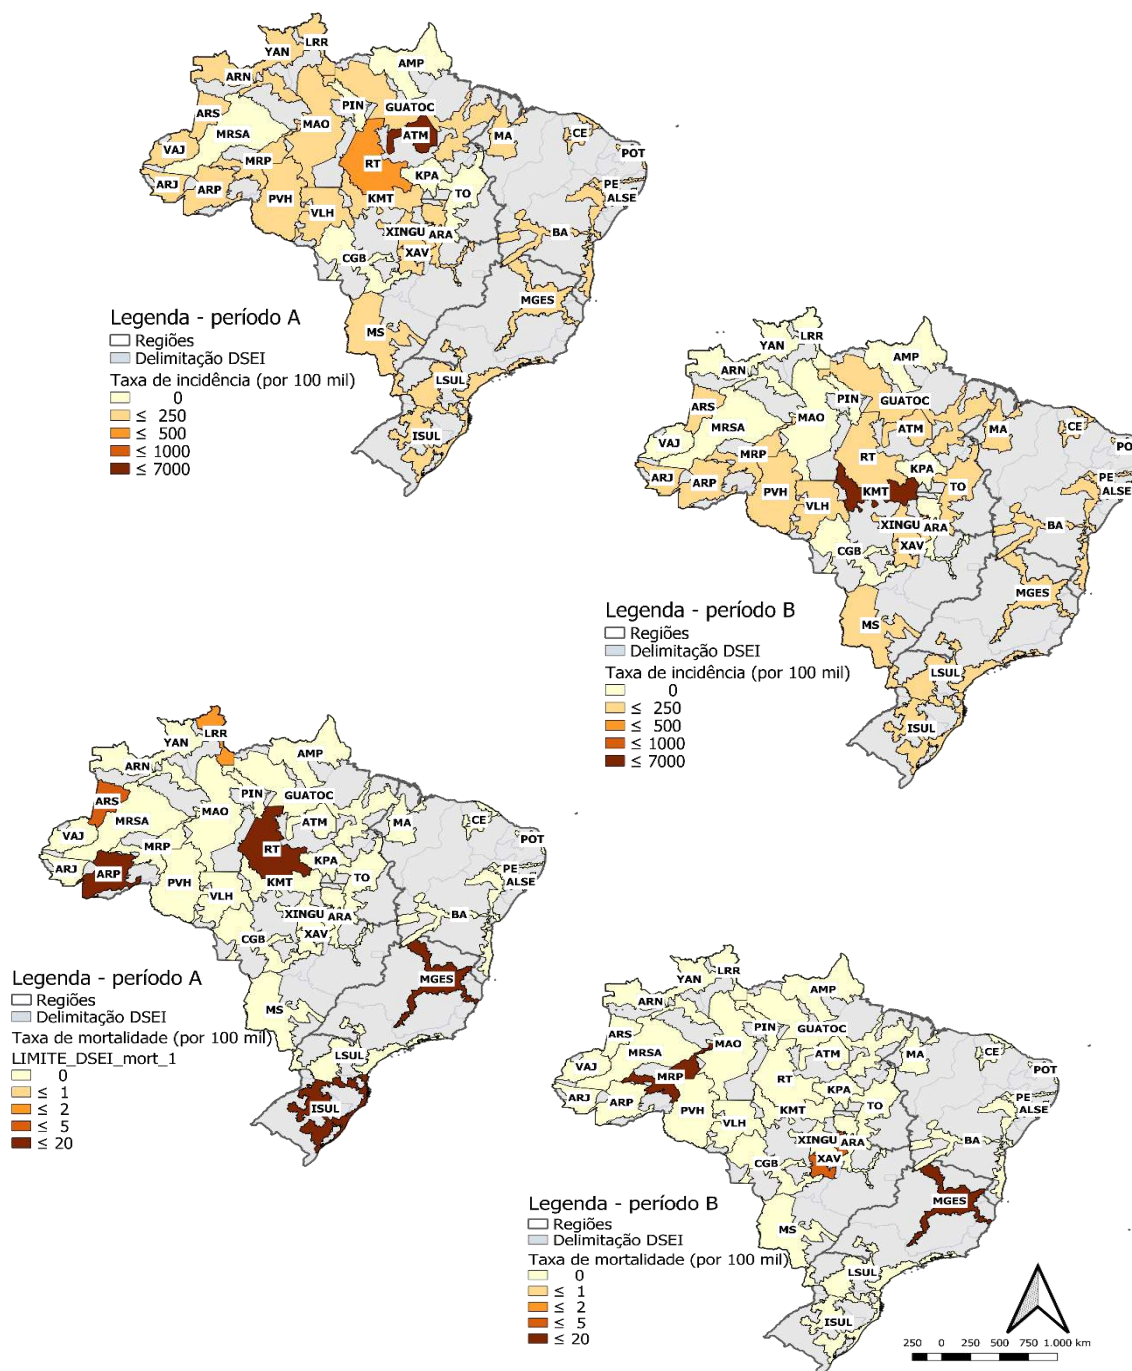 LRR
YAN
AMP
ARN
PIN
GUATOC
ARS
MAO
MRSA
ATM
MA
CE
VAJ
MRP
RT
POT
KPA
PE
ARJ
ARP
TO
ALSE
PVH
KMT
VLH
XINGU
ARA
BA
CGB
XAV
MGES
MS
LSUL
ISUL
Legenda - período A
Regiões
Delimitação DSEI
Taxa de incidência (por 100 mil)
0
≤ 250
≤ 500
≤ 1000
≤ 7000
LRR
YAN
AMP
ARN
PIN
GUATOC
ARS
MAO
MRSA
ATM
MA
CE
VAJ
MRP
RT
PO
KPA
PE
ARJ
ARP
TO
ALSE
PVH
KMT
VLH
XINGU
ARA
BA
CGB
XAV
MGES
MS
LSUL
ISUL
Legenda - período B
Regiões
Delimitação DSEI
Taxa de incidência (por 100 mil)
0
≤ 250
≤ 500
≤ 1000
≤ 7000
LRR
YAN
AMP
ARN
PIN
GUATOC
ARS
MAO
MRSA
ATM
MA
CE
VAJ
MRP
RT
POT
KPA
PE
ARJ
ARP
TO
ALSE
PVH
KMT
VLH
XINGU
ARA
BA
CGB
XAV
MGES
MS
LSUL
ISUL
Legenda - período A
Regiões
Delimitação DSEI
Taxa de mortalidade (por 100 mil)
LIMITE_DSEI_mort_1
0
≤ 1
≤ 2
≤ 5
≤ 20
LRR
YAN
AMP
ARN
PIN
GUATOC
ARS
MAO
MRSA
ATM
MA
CE
VAJ
MRP
RT
POT
KPA
PE
ARJ
ARP
TO
ALSE
PVH
KMT
VLH
XINGU
ARA
BA
CGB
XAV
MGES
MS
LSUL
ISUL
Legenda - período B
Regiões
Delimitação DSEI
Taxa de mortalidade (por 100 mil)
0
≤ 1
≤ 2
≤ 5
≤ 20
250 0 250 500 750 1.000 km